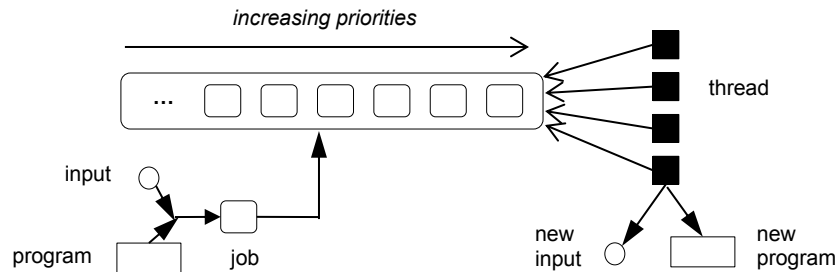 increasing priorities
...
thread
input
program
job
new
input
new
program